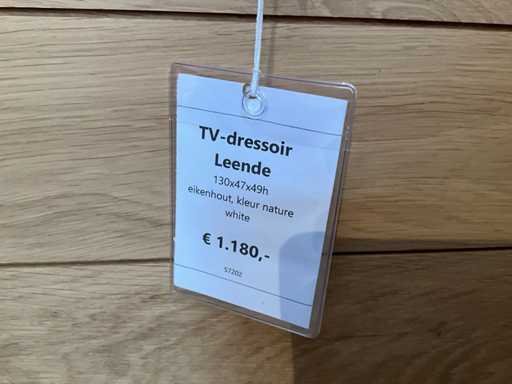 TV-dressoir
Leende
130x47x49h
eikenhout, kleur nature
white
€ 1.180,-
57202